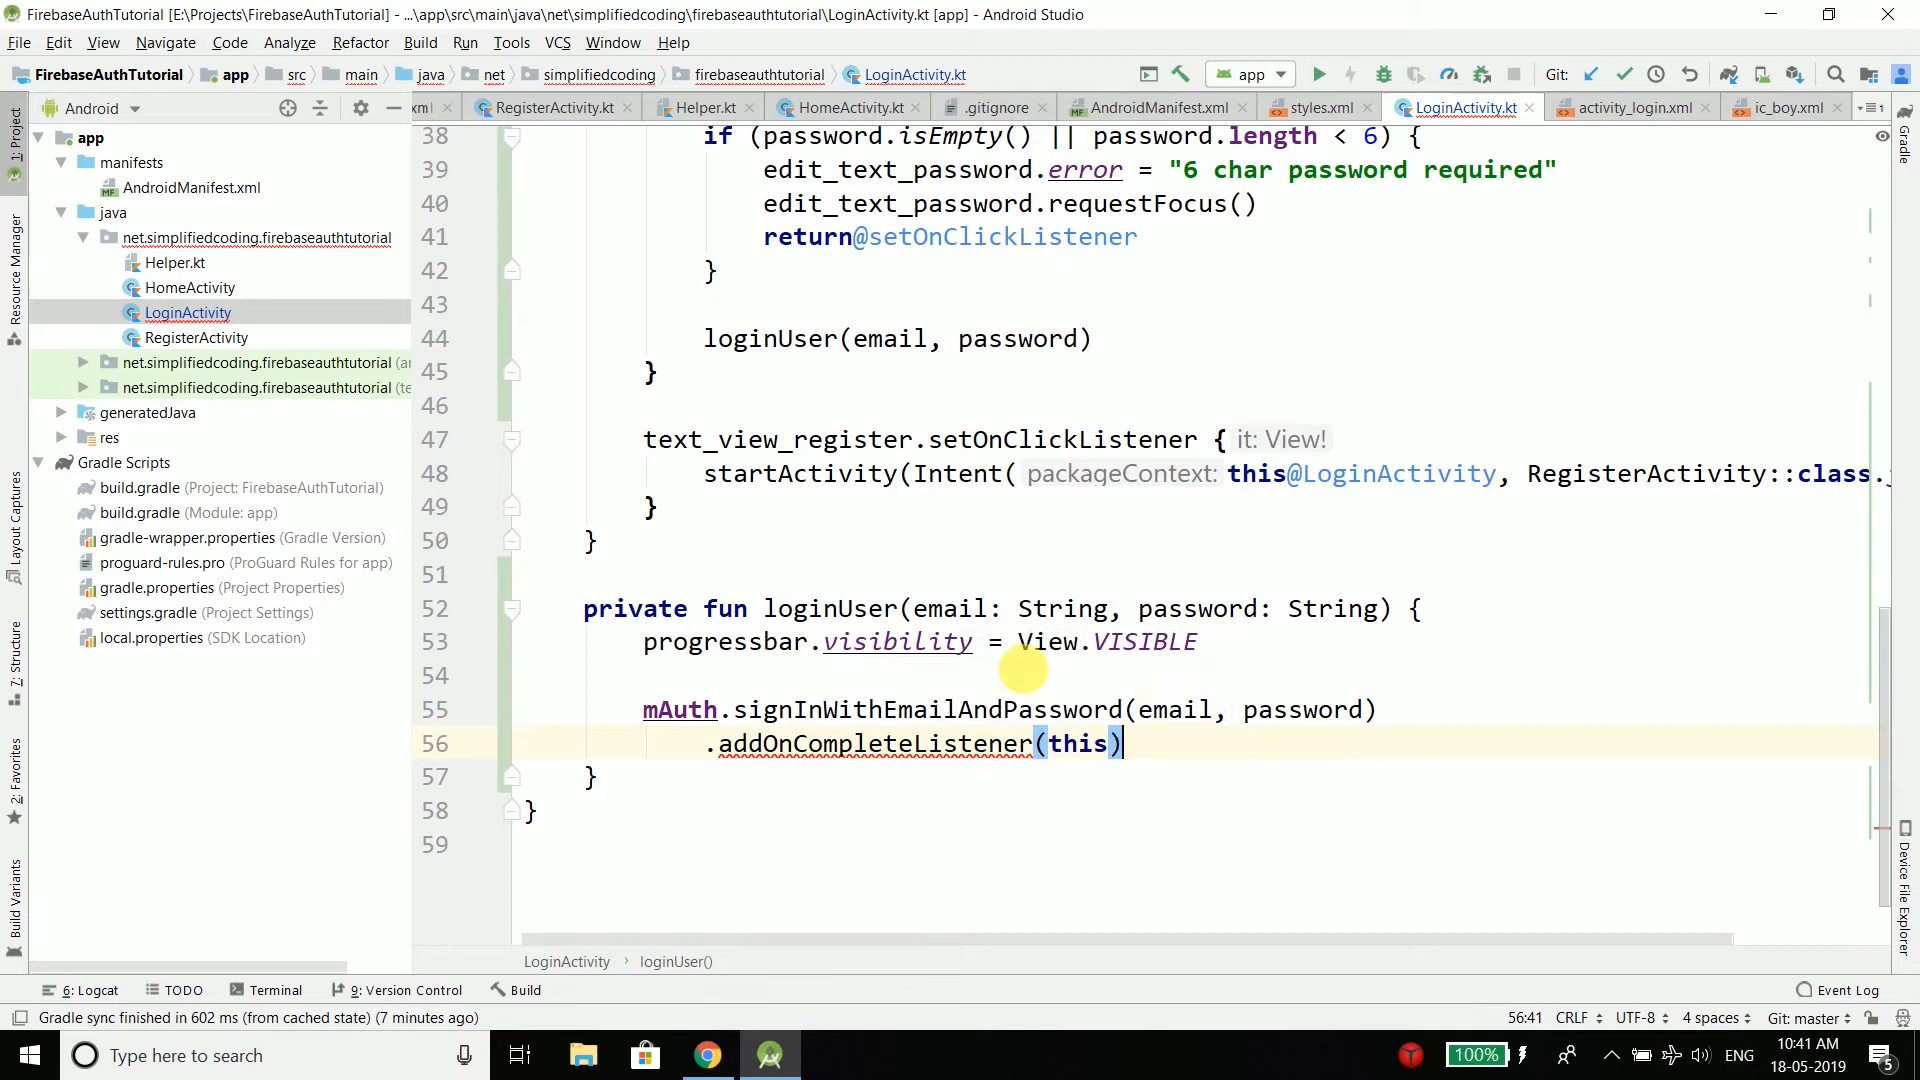 FirebaseAuthTutorial [E:\Projects\FirebaseAuthTutorial] - ...\app\src\main\java\net\simplifiedcoding\firebaseauthtutorial\LoginActivity.kt [app] - Android Studio
File Edit View Navigate Code Analyze Refactor Build Run Tools VCS Window Help
FirebaseAuthTutorial app src main java net simplifiedcoding firebaseauthtutorial LoginActivity.kt app Git:
Android
xml RegisterActivity.kt Helper.kt HomeActivity.kt .gitignore AndroidManifest.xml styles.xml LoginActivity.kt activity_login.xml ic_boy.xml 1
1: Project
Resource Manager
Layout Captures
7: Structure
2: Favorites
Build Variants
app
manifests
AndroidManifest.xml
java
net.simplifiedcoding.firebaseauthtutorial
Helper.kt
HomeActivity
LoginActivity
RegisterActivity
net.simplifiedcoding.firebaseauthtutorial (a
net.simplifiedcoding.firebaseauthtutorial (te
generatedJava
res
Gradle Scripts
build.gradle (Project: FirebaseAuthTutorial)
build.gradle (Module: app)
gradle-wrapper.properties (Gradle Version)
proguard-rules.pro (ProGuard Rules for app)
gradle.properties (Project Properties)
settings.gradle (Project Settings)
local.properties (SDK Location)
38 if (password.isEmpty() || password.length < 6) {
39 edit_text_password.error = "6 char password required"
40 edit_text_password.requestFocus()
41 return@setOnClickListener
42 }
43
44 loginUser(email, password)
45 }
46
47 text_view_register.setOnClickListener { it: View!
48 startActivity(Intent( packageContext: this@LoginActivity, RegisterActivity::class.
49 }
50 }
51
52 private fun loginUser(email: String, password: String) {
53 progressbar.visibility = View.VISIBLE
54
55 mAuth.signInWithEmailAndPassword(email, password)
56 .addOnCompleteListener(this)
57 }
58 }
59
Gradle
Device File Explorer
LoginActivity › loginUser()
6: Logcat TODO Terminal 9: Version Control Build Event Log
Gradle sync finished in 602 ms (from cached state) (7 minutes ago) 56:41 CRLF UTF-8 4 spaces Git: master
Type here to search 100% ENG 10:41 AM
18-05-2019
5